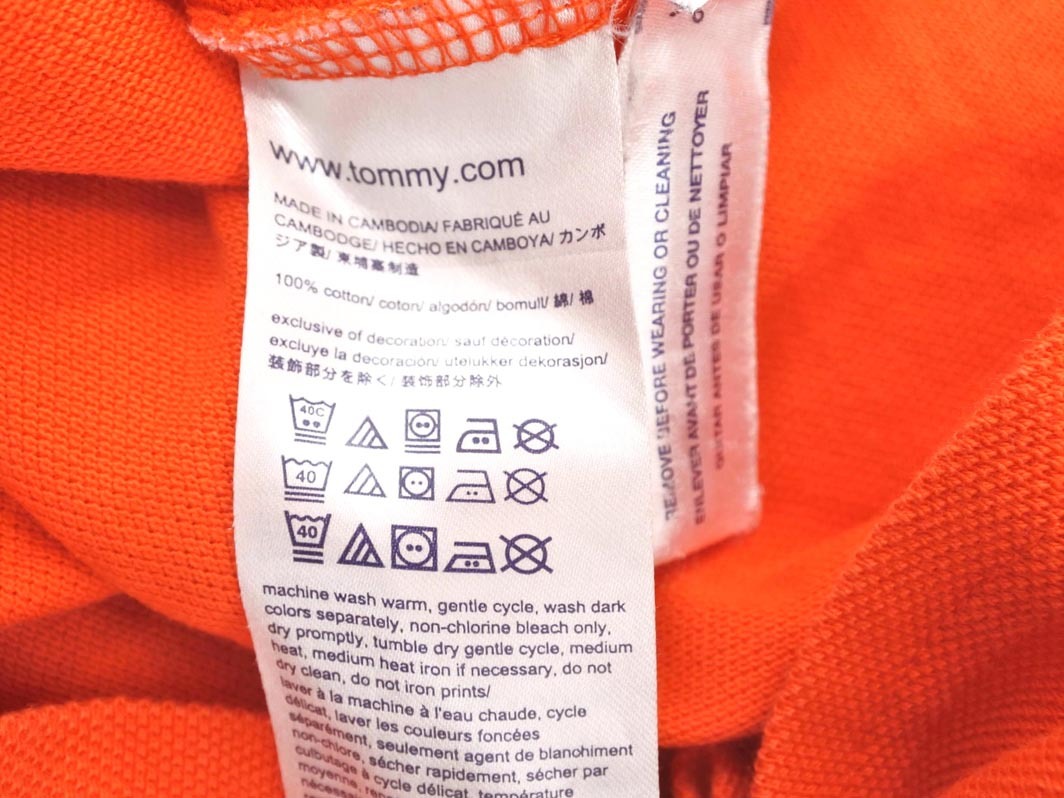 www.tommy.com
MADE IN CAMBODIA/ FABRIQUÉ AU
CAMBODGE/ HECHO EN CAMBOYA/ カンボ
ジア製/ 柬埔寨制造
100% cotton/ coton/ algodón/ bomull/ 綿/ 棉
exclusive of decoration/ sauf décoration/
excluye la decoración/ utelukker dekorasjon/
装飾部分を除く/ 装饰部分除外
40C
40
40
machine wash warm, gentle cycle, wash dark
colors separately, non-chlorine bleach only,
dry promptly, tumble dry gentle cycle, medium
heat, medium heat iron if necessary, do not
dry clean, do not iron prints/
laver à la machine à l'eau chaude, cycle
délicat, laver les couleurs foncées
séparément, seulement agent de blanchiment
non-chlore, sécher rapidement, sécher par
culbutage à cycle délicat, température
moyenne,
REMOVE BEFORE WEARING OR CLEANING
ENLEVER AVANT DE PORTER OU DE NETTOYER
QUITAR ANTES DE USAR O LIMPIAR